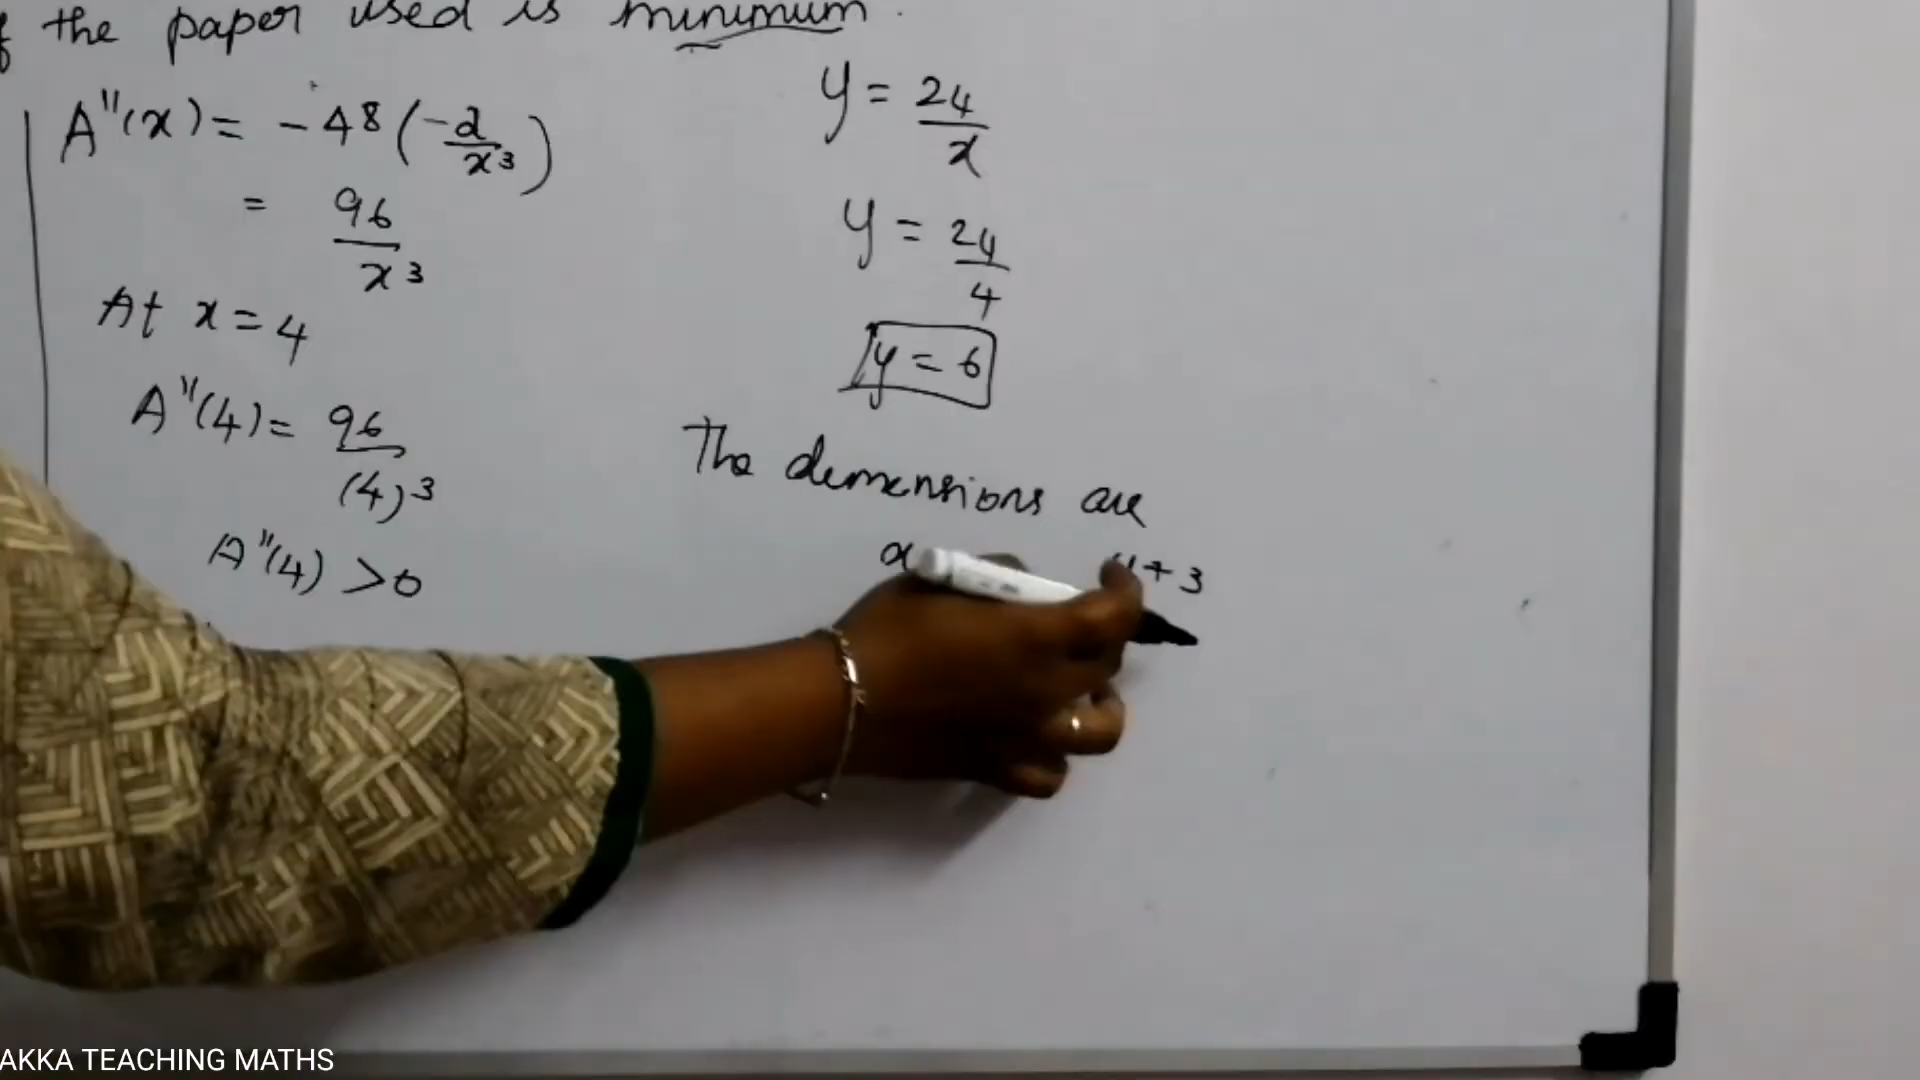 the paper used is minimum.
A''(x) = -48(-2/x³)
= 96/x³
At x = 4
A''(4) = 96/(4)³
A''(4) > 0
y = 24/x
y = 24/4
y = 6
The demensions are
x
y + 3
AKKA TEACHING MATHS